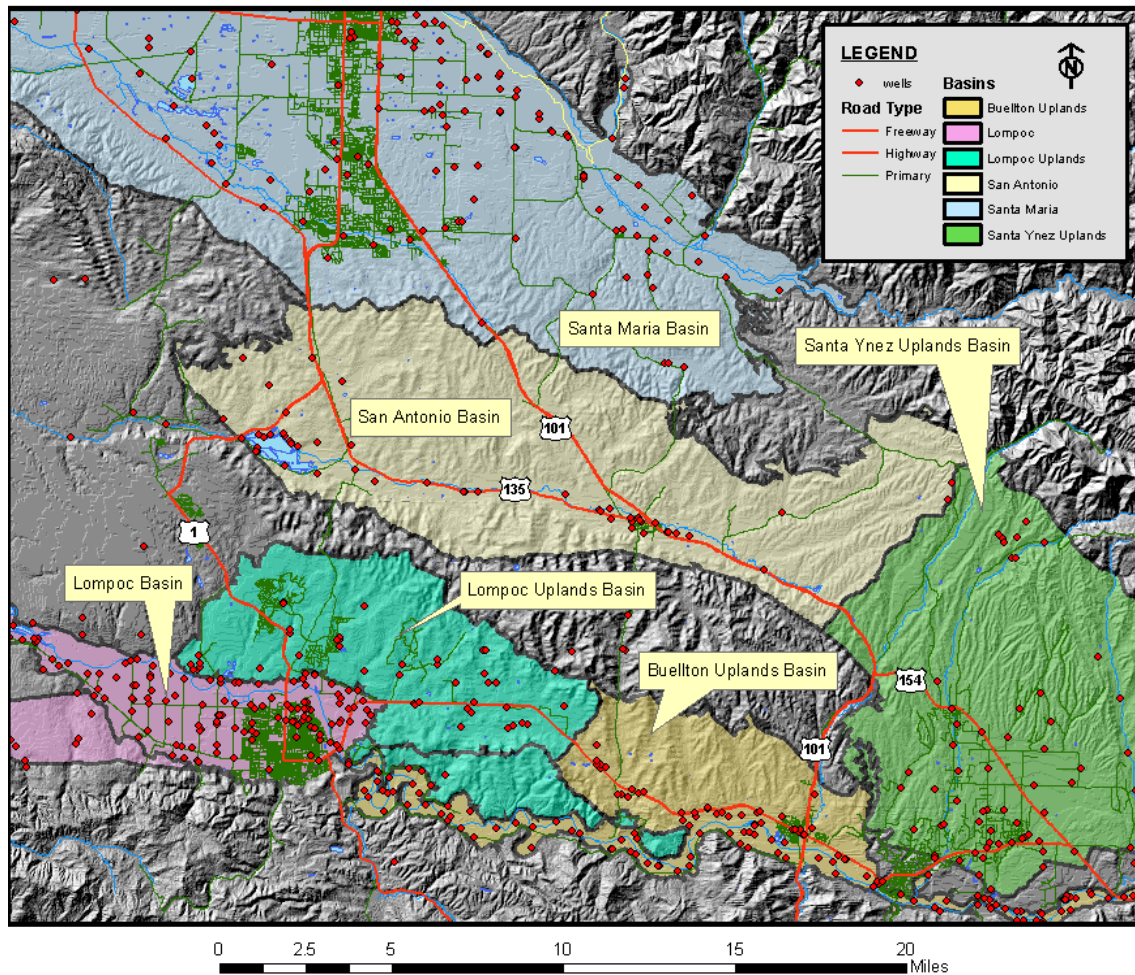 LEGEND
N
wells
Road Type
Freeway
Highway
Primary
Basins
Buellton Uplands
Lompoc
Lompoc Uplands
San Antonio
Santa Maria
Santa Ynez Uplands
Santa Maria Basin
Santa Ynez Uplands Basin
San Antonio Basin
101
135
1
Lompoc Basin
Lompoc Uplands Basin
Buellton Uplands Basin
154
101
0 2.5 5 10 15 20
Miles